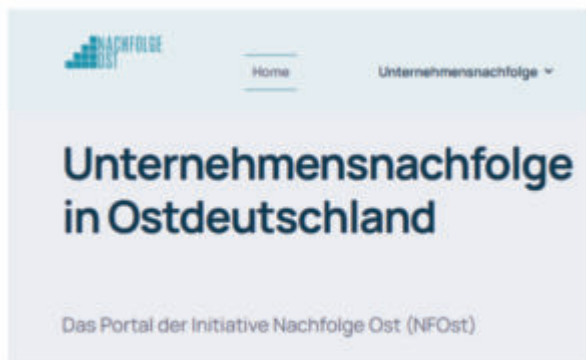 NACHFOLGE
OST
Home
Unternehmensnachfolge
Unternehmensnachfolge
in Ostdeutschland
Das Portal der Initiative Nachfolge Ost (NFOst)